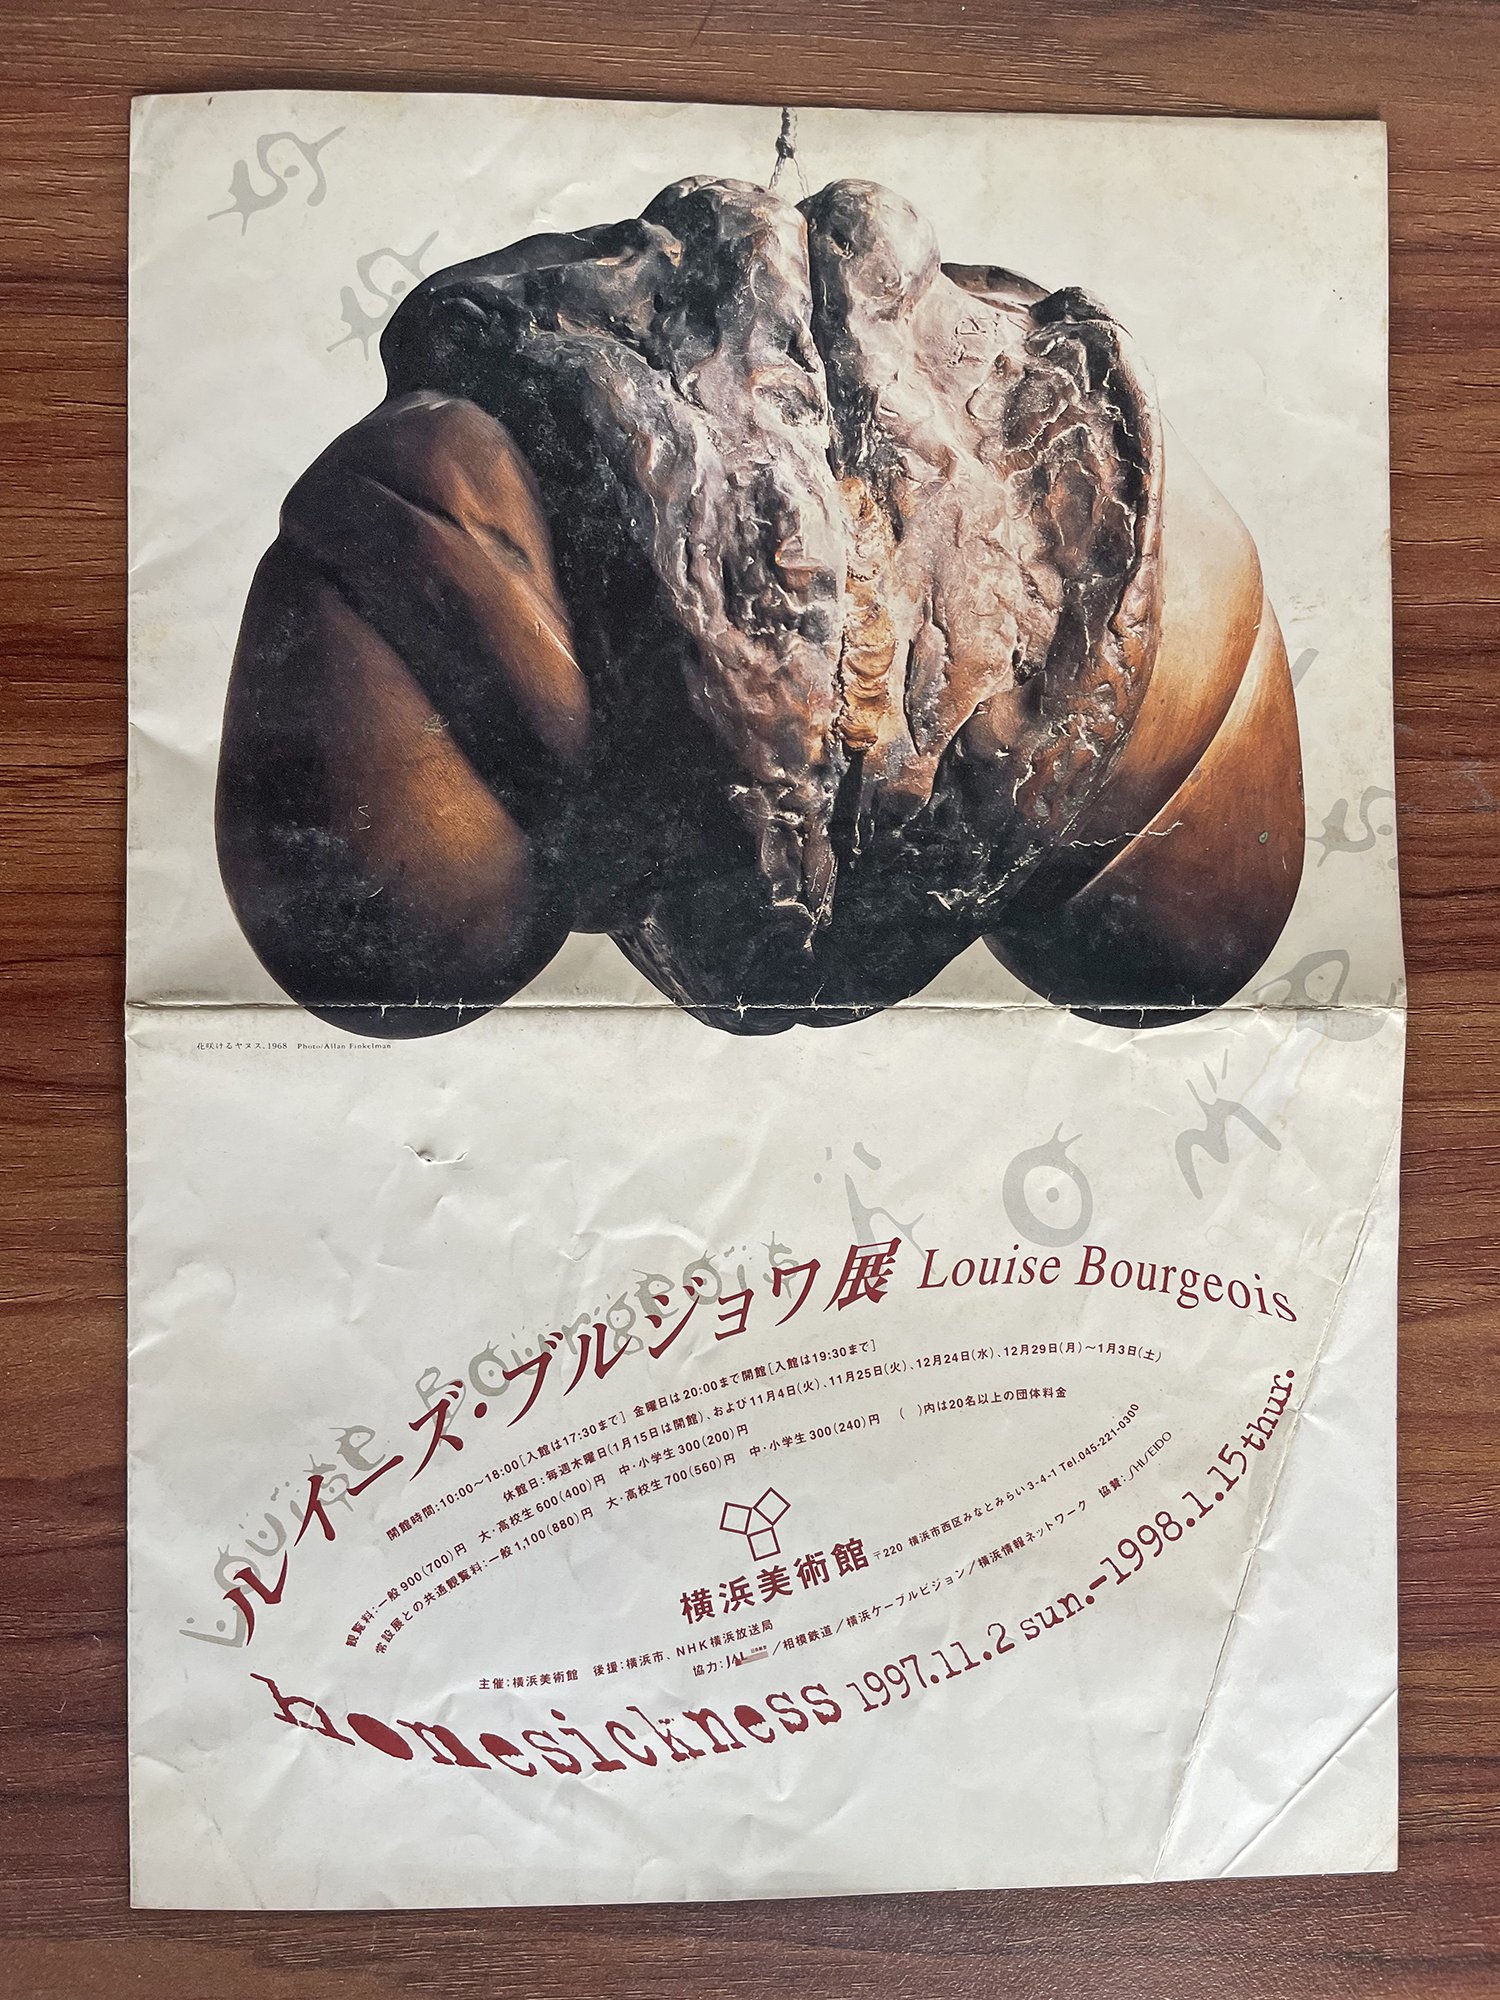 花咲けるヤヌス、1968 Photo/Allan Finkelman
Louise Bourgeois
ルイーズ・ブルジョワ展 Louise Bourgeois
開館時間:10:00〜18:00[入館は17:30まで] 金曜日は20:00まで開館[入館は19:30まで]
休館日:毎週木曜日(1月15日は開館)、および11月4日(火)、11月25日(火)、12月24日(水)、12月29日(月)〜1月3日(土)
観覧料:一般900(700)円 大・高校生600(400)円 中・小学生300(200)円
常設展との共通観覧料:一般1,100(880)円 大・高校生700(560)円 中・小学生300(240)円 ( )内は20名以上の団体料金
横浜美術館 〒220 横浜市西区みなとみらい3-4-1 Tel.045-221-0300
主催:横浜美術館 後援:横浜市、NHK横浜放送局
協力:JAL/相模鉄道/横浜ケーブルビジョン/横浜情報ネットワーク 協賛:SHISEIDO
homesickness 1997.11.2 sun.-1998.1.15 thur.